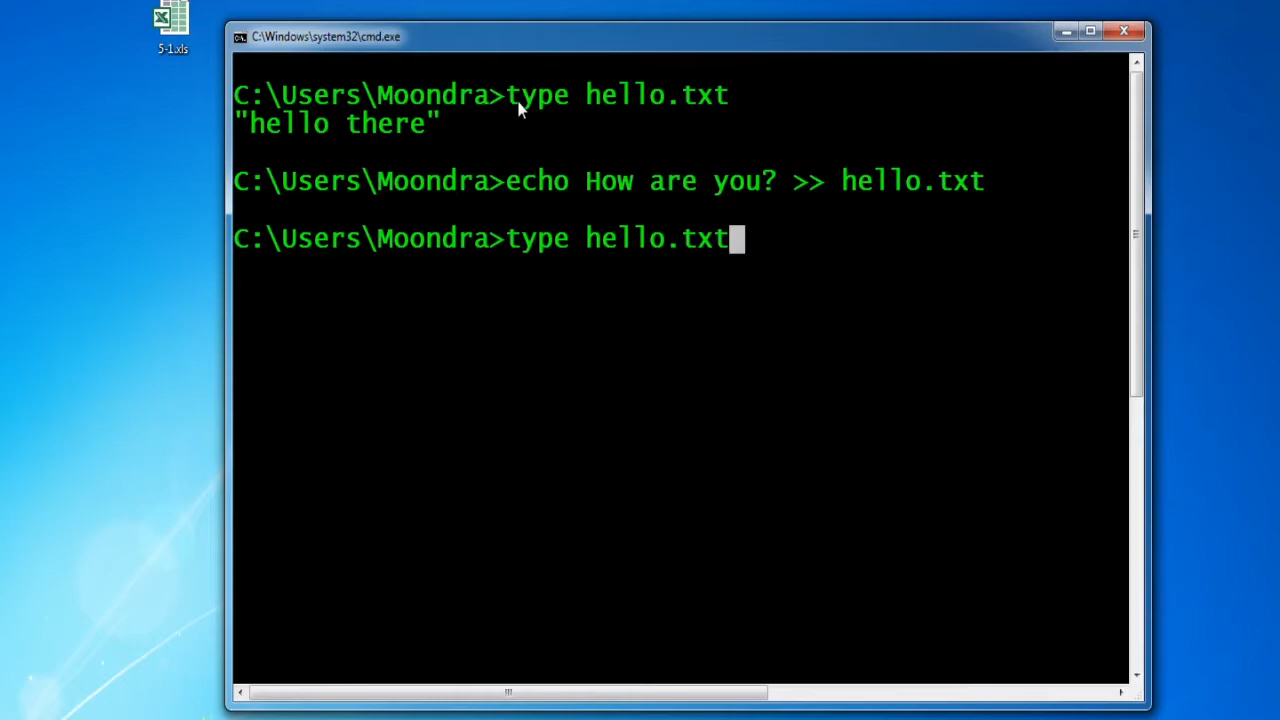 5-1.xls
C:\Windows\system32\cmd.exe
C:\Users\Moondra>type hello.txt
"hello there"
C:\Users\Moondra>echo How are you? >> hello.txt
C:\Users\Moondra>type hello.txt